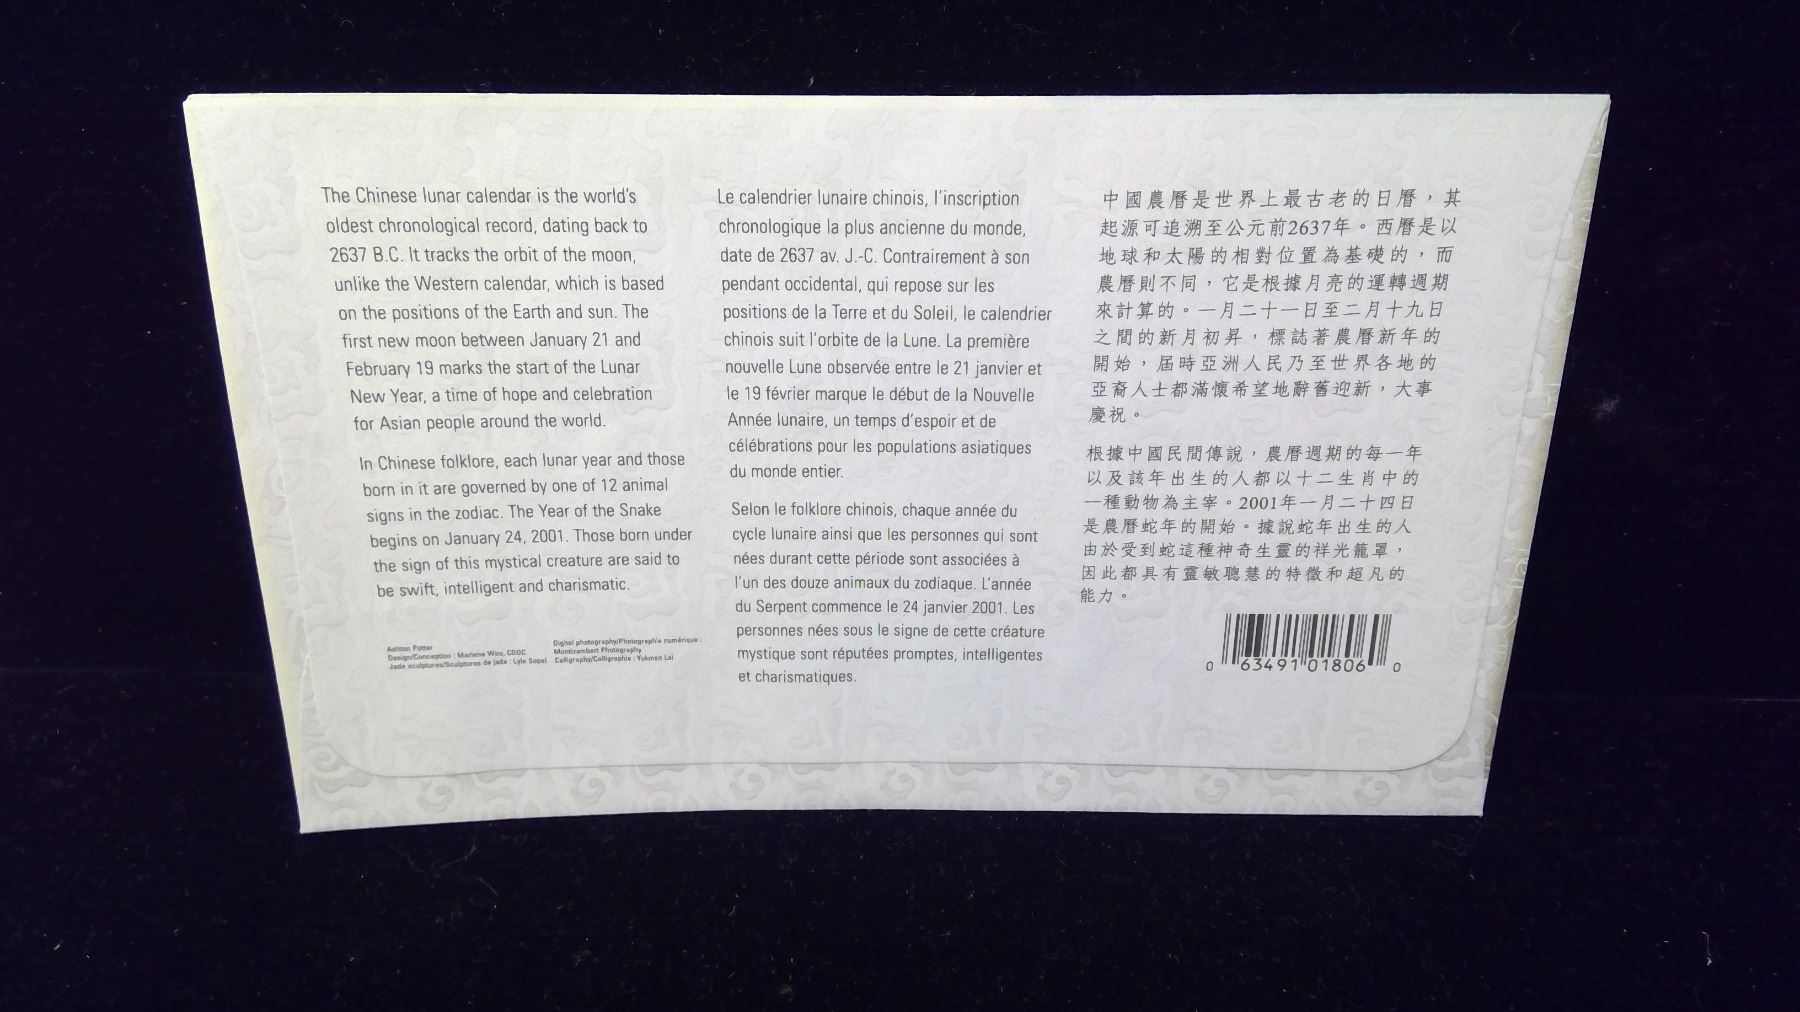 The Chinese lunar calendar is the world's
oldest chronological record, dating back to
2637 B.C. It tracks the orbit of the moon,
unlike the Western calendar, which is based
on the positions of the Earth and sun. The
first new moon between January 21 and
February 19 marks the start of the Lunar
New Year, a time of hope and celebration
for Asian people around the world.
In Chinese folklore, each lunar year and those
born in it are governed by one of 12 animal
signs in the zodiac. The Year of the Snake
begins on January 24, 2001. Those born under
the sign of this mystical creature are said to
be swift, intelligent and charismatic.
Ashton Potter
Design/Conception : Marlene Wou, CDGC
Jade sculptures/Sculptures de jade : Lyle Sopel
Digital photography/Photographie numérique :
Montizambert Photography
Calligraphy/Calligraphie : Yukman Lai
Le calendrier lunaire chinois, l'inscription
chronologique la plus ancienne du monde,
date de 2637 av. J.-C. Contrairement à son
pendant occidental, qui repose sur les
positions de la Terre et du Soleil, le calendrier
chinois suit l'orbite de la Lune. La première
nouvelle Lune observée entre le 21 janvier et
le 19 février marque le début de la Nouvelle
Année lunaire, un temps d'espoir et de
célébrations pour les populations asiatiques
du monde entier.
Selon le folklore chinois, chaque année du
cycle lunaire ainsi que les personnes qui sont
nées durant cette période sont associées à
l'un des douze animaux du zodiaque. L'année
du Serpent commence le 24 janvier 2001. Les
personnes nées sous le signe de cette créature
mystique sont réputées promptes, intelligentes
et charismatiques.
中國農曆是世界上最古老的日曆，其
起源可追溯至公元前2637年。西曆是以
地球和太陽的相對位置為基礎的，而
農曆則不同，它是根據月亮的運轉週期
來計算的。一月二十一日至二月十九日
之間的新月初昇，標誌著農曆新年的
開始，屆時亞洲人民乃至世界各地的
亞裔人士都滿懷希望地辭舊迎新，大事
慶祝。
根據中國民間傳說，農曆週期的每一年
以及該年出生的人都以十二生肖中的
一種動物為主宰。2001年一月二十四日
是農曆蛇年的開始。據說蛇年出生的人
由於受到蛇這種神奇生靈的祥光籠罩，
因此都具有靈敏聰慧的特徵和超凡的
能力。
0 63491 01806 0